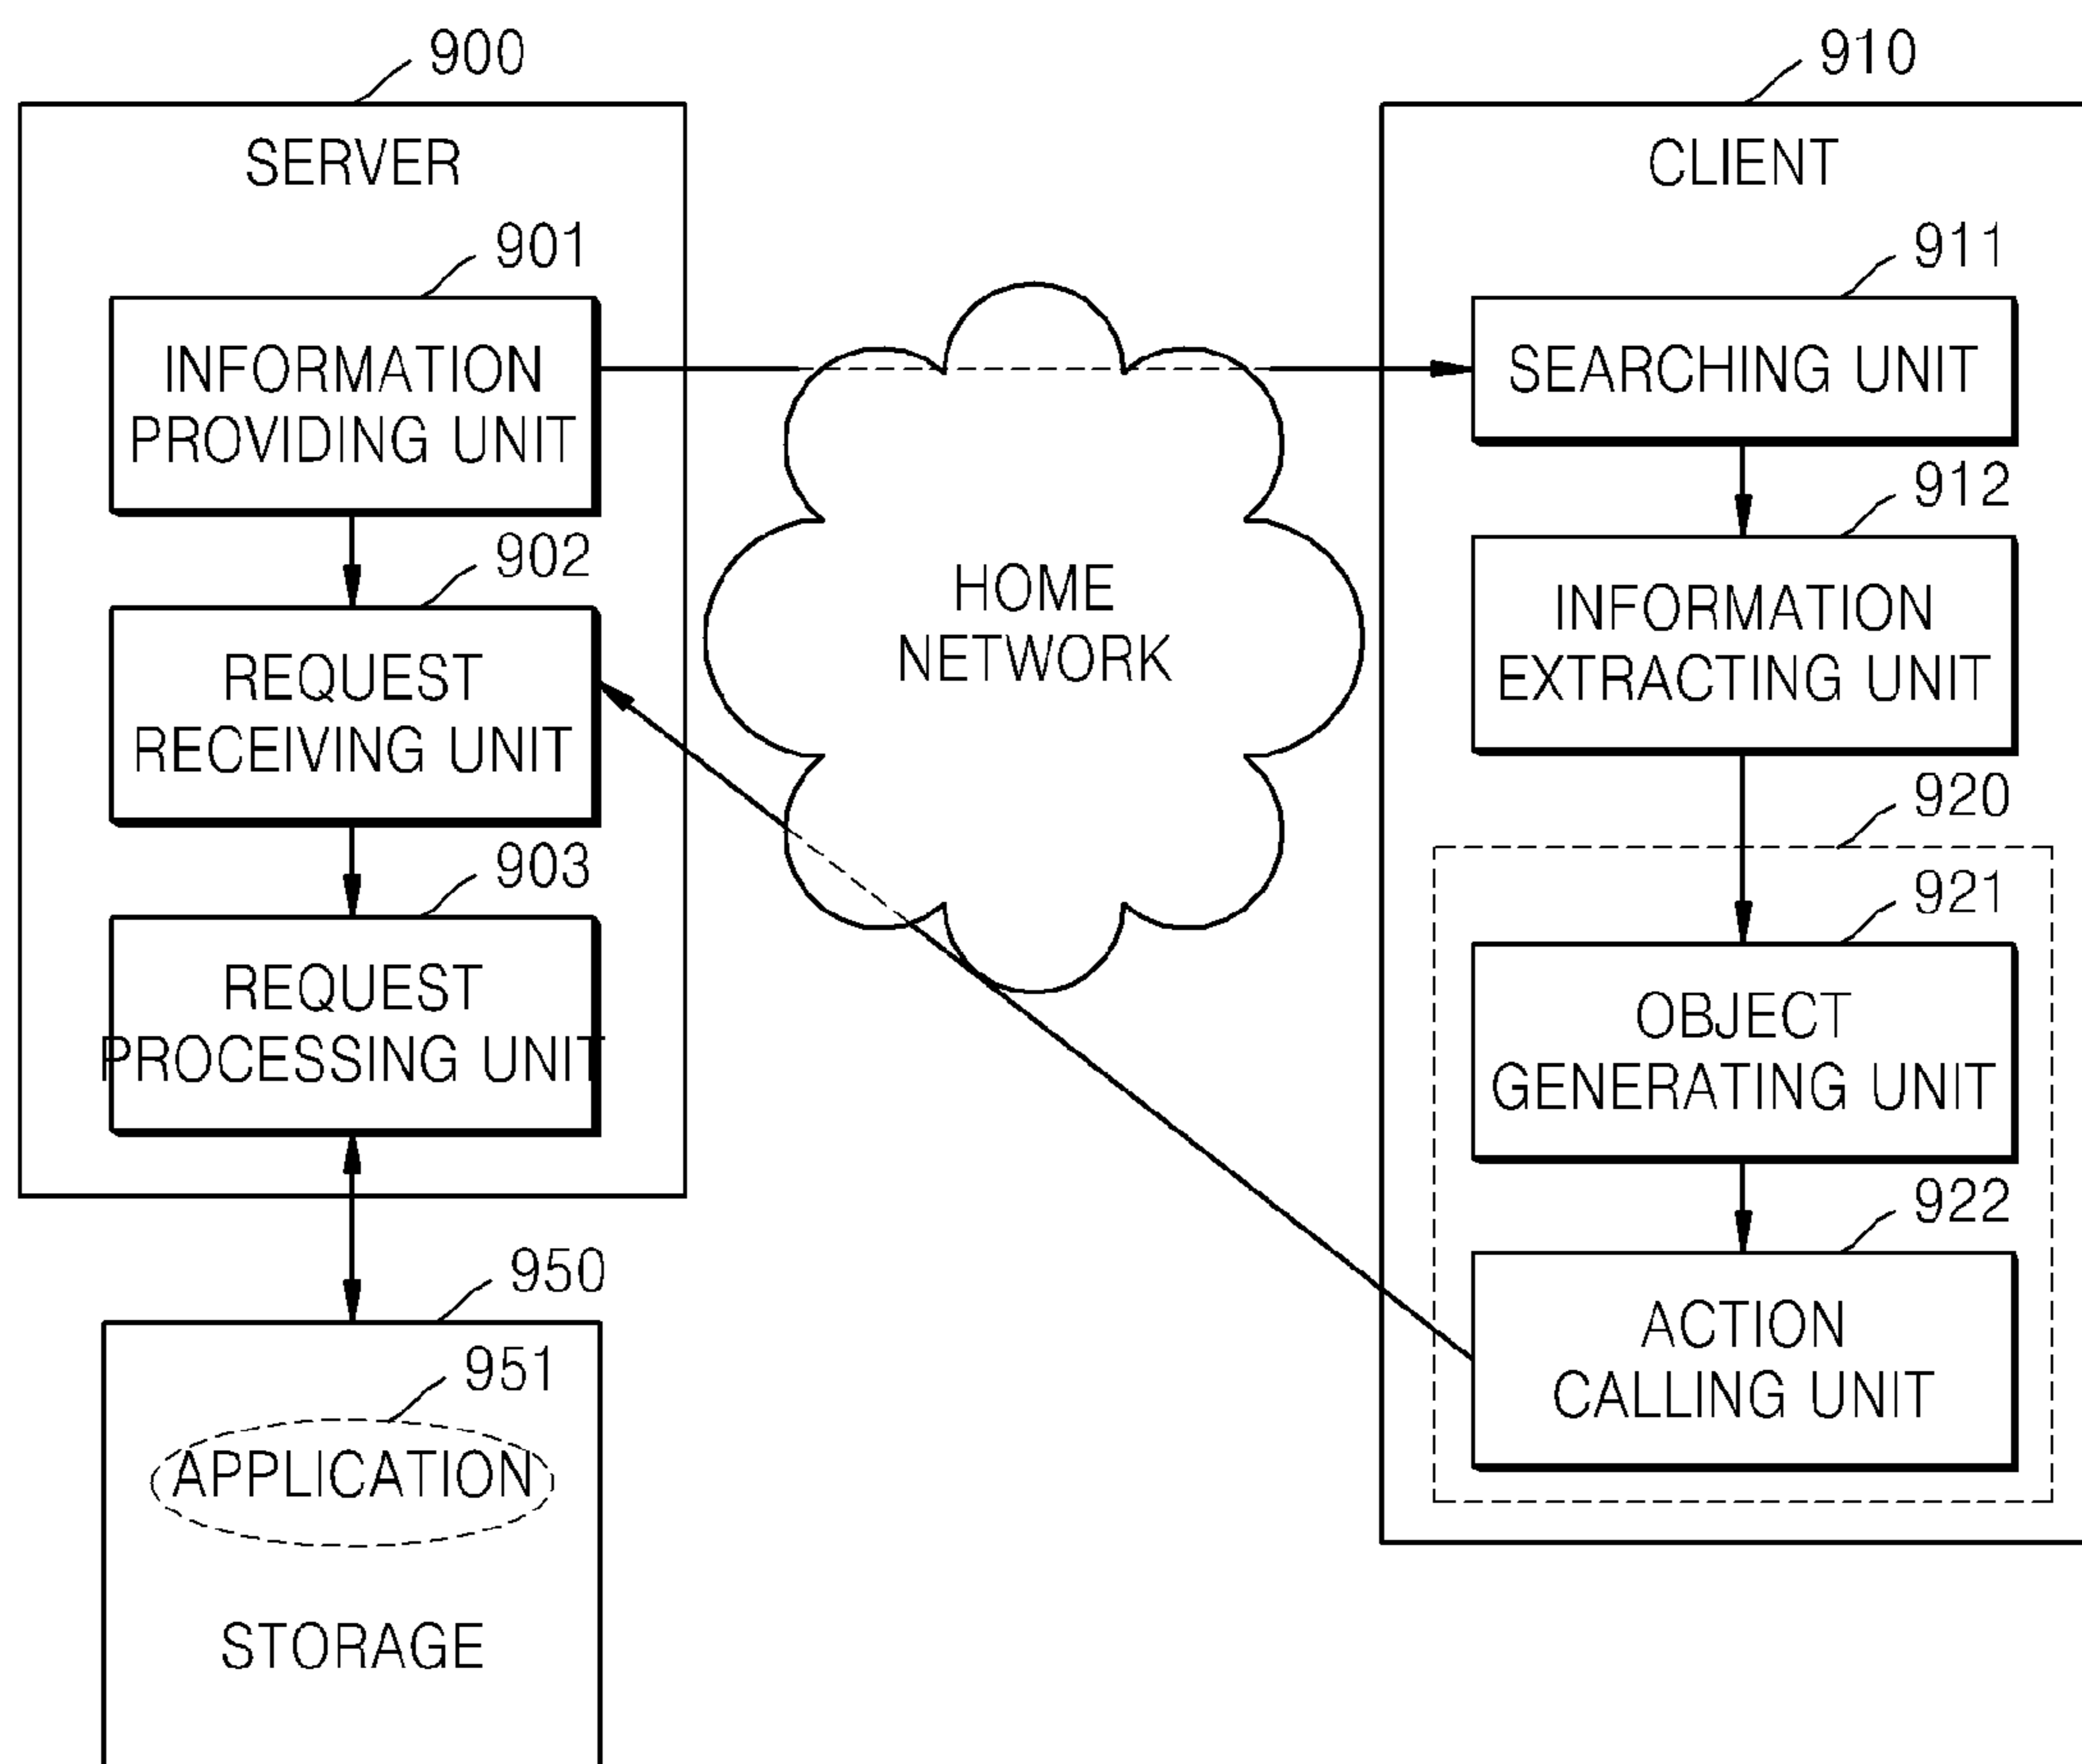 900
SERVER
901
INFORMATION
PROVIDING UNIT
902
REQUEST
RECEIVING UNIT
903
REQUEST
PROCESSING UNIT
950
951
APPLICATION
STORAGE
HOME
NETWORK
910
CLIENT
911
SEARCHING UNIT
912
INFORMATION
EXTRACTING UNIT
920
921
OBJECT
GENERATING UNIT
922
ACTION
CALLING UNIT